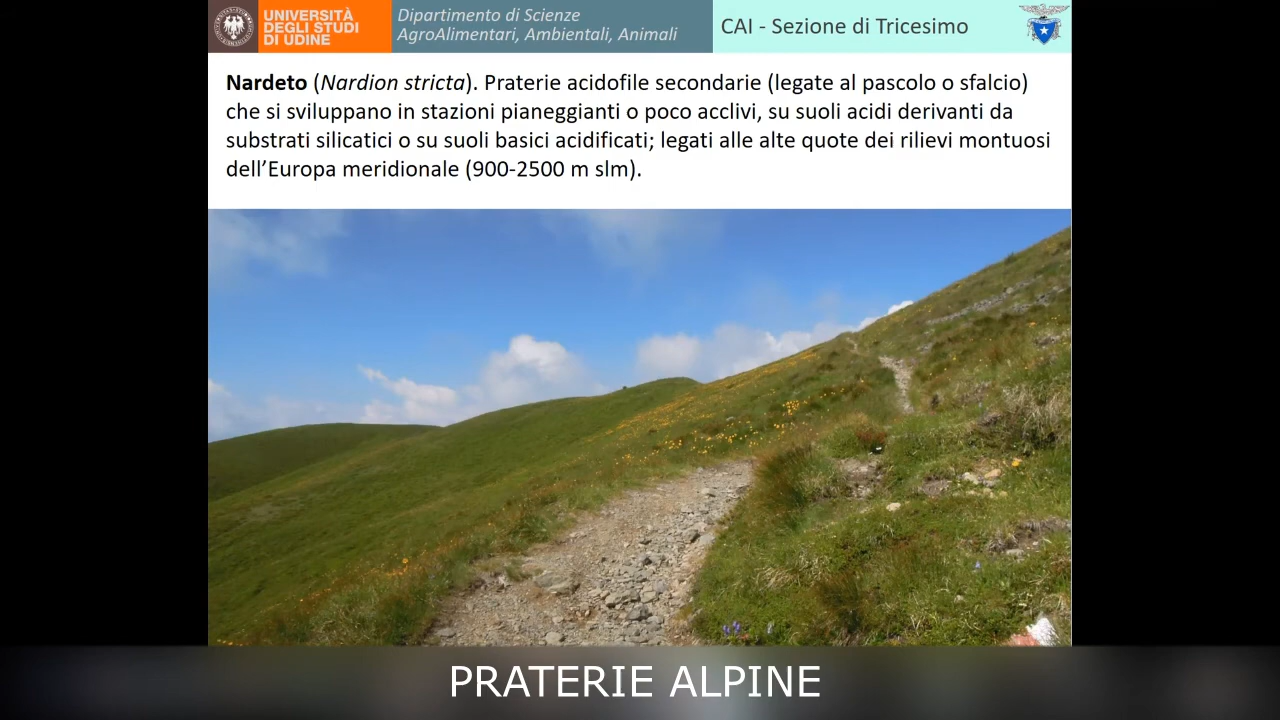 UNIVERSITÀ
DEGLI STUDI
DI UDINE
Dipartimento di Scienze
AgroAlimentari, Ambientali, Animali
CAI - Sezione di Tricesimo
Nardeto (Nardion stricta). Praterie acidofile secondarie (legate al pascolo o sfalcio)
che si sviluppano in stazioni pianeggianti o poco acclivi, su suoli acidi derivanti da
substrati silicatici o su suoli basici acidificati; legati alle alte quote dei rilievi montuosi
dell’Europa meridionale (900-2500 m slm).
PRATERIE ALPINE